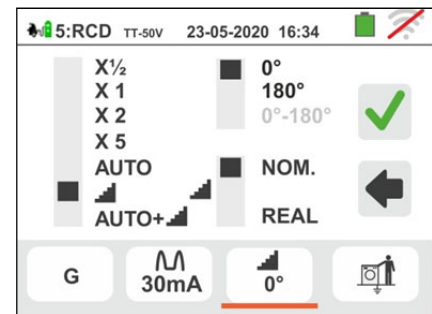 5:RCD TT-50V 23-05-2020 16:34
X½
X 1
X 2
X 5
AUTO
AUTO+
0°
180°
0°-180°
NOM.
REAL
G
30mA
0°